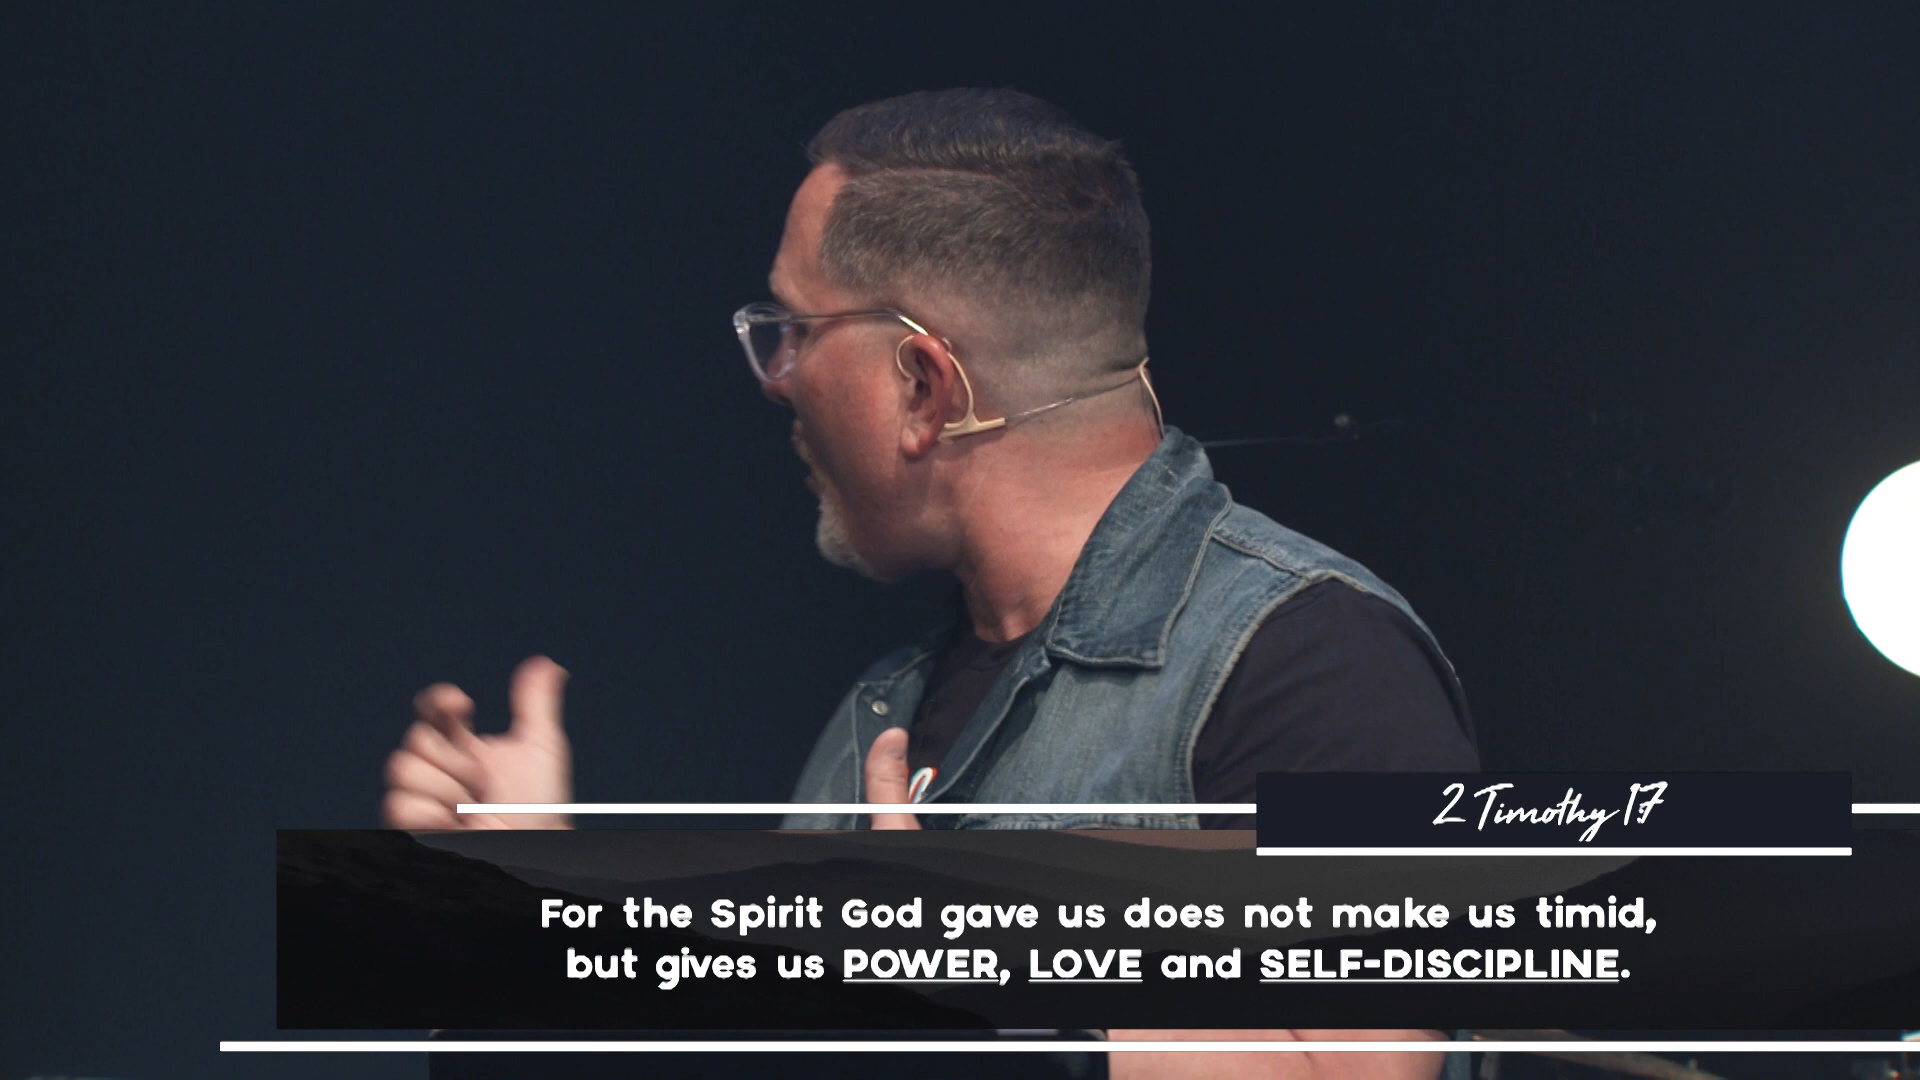 2 Timothy 1:7
For the Spirit God gave us does not make us timid,
but gives us POWER, LOVE and SELF-DISCIPLINE.